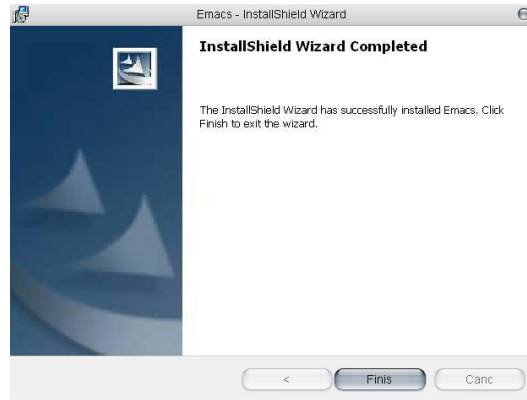 Emacs - InstallShield Wizard
InstallShield Wizard Completed
The InstallShield Wizard has successfully installed Emacs. Click
Finish to exit the wizard.
< Finis Canc